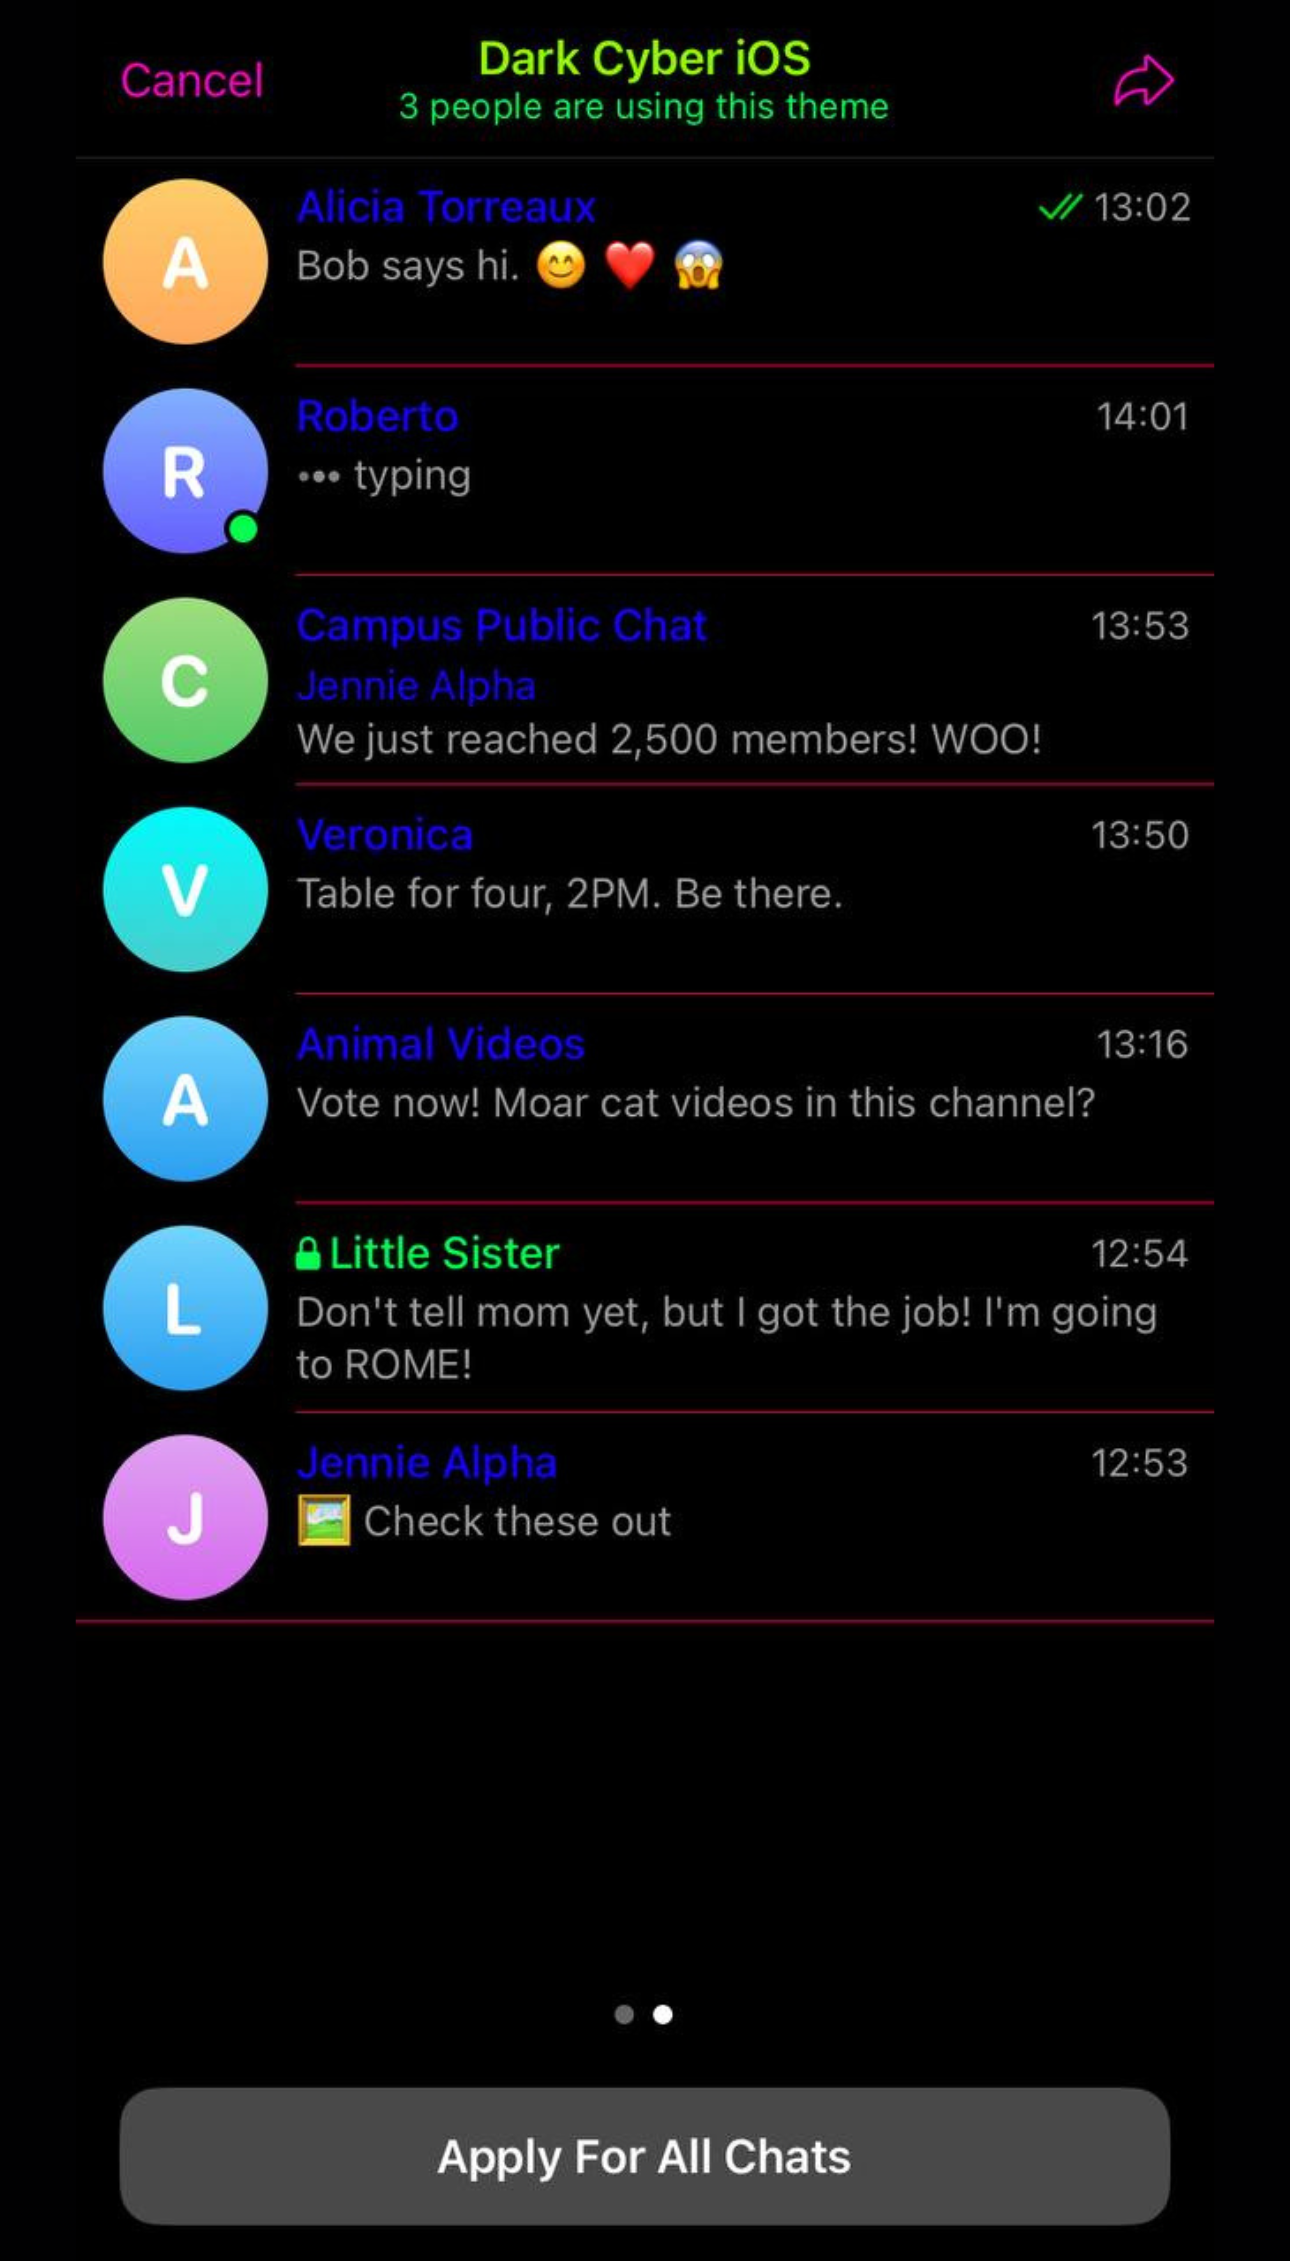 Cancel
Dark Cyber iOS
3 people are using this theme
A
Alicia Torreaux
13:02
Bob says hi. 😊 ❤️ 😱
R
Roberto
14:01
••• typing
C
Campus Public Chat
13:53
Jennie Alpha
We just reached 2,500 members! WOO!
V
Veronica
13:50
Table for four, 2PM. Be there.
A
Animal Videos
13:16
Vote now! Moar cat videos in this channel?
L
Little Sister
12:54
Don't tell mom yet, but I got the job! I'm going
to ROME!
J
Jennie Alpha
12:53
🖼️ Check these out
Apply For All Chats